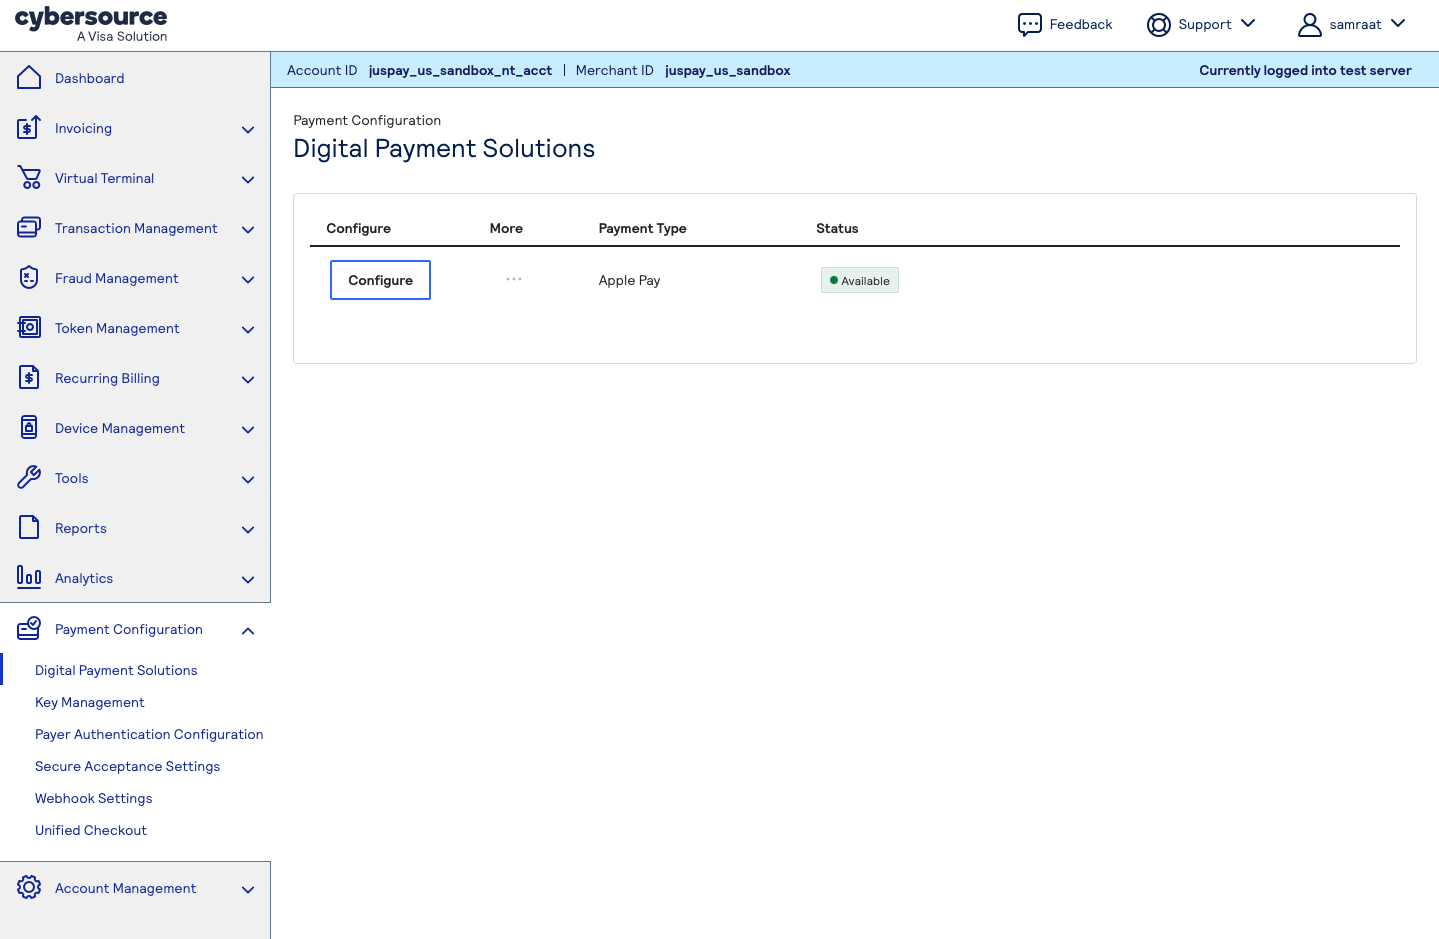 cybersource
A Visa Solution
Feedback
Support
samraat
Account ID juspay_us_sandbox_nt_acct | Merchant ID juspay_us_sandbox
Currently logged into test server
Dashboard
Invoicing
Virtual Terminal
Transaction Management
Fraud Management
Token Management
Recurring Billing
Device Management
Tools
Reports
Analytics
Payment Configuration
Digital Payment Solutions
Key Management
Payer Authentication Configuration
Secure Acceptance Settings
Webhook Settings
Unified Checkout
Account Management
Payment Configuration
Digital Payment Solutions
Configure More Payment Type Status
Configure ... Apple Pay Available